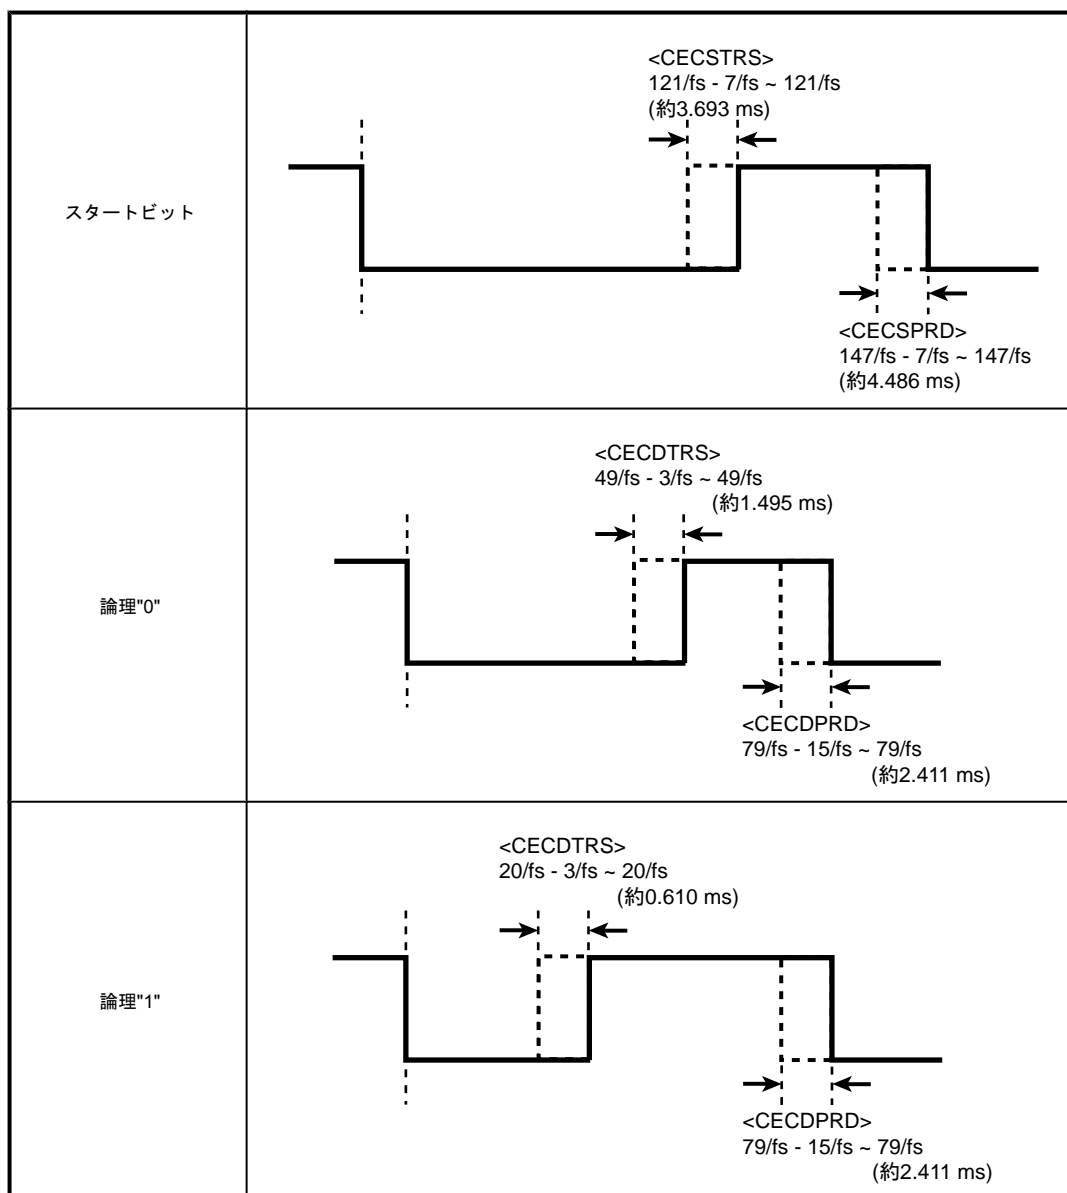 スタートビット
<CECSTRS>
121/fs - 7/fs ~ 121/fs
(約3.693 ms)
<CECSPRD>
147/fs - 7/fs ~ 147/fs
(約4.486 ms)
論理"0"
<CECDTRS>
49/fs - 3/fs ~ 49/fs
(約1.495 ms)
<CECDPRD>
79/fs - 15/fs ~ 79/fs
(約2.411 ms)
論理"1"
<CECDTRS>
20/fs - 3/fs ~ 20/fs
(約0.610 ms)
<CECDPRD>
79/fs - 15/fs ~ 79/fs
(約2.411 ms)